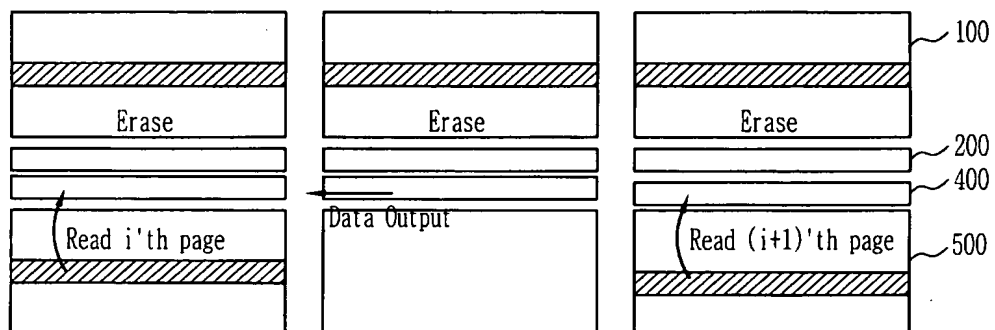 100
Erase Erase Erase
200
400
Data Output
Read i'th page Read (i+1)'th page 500